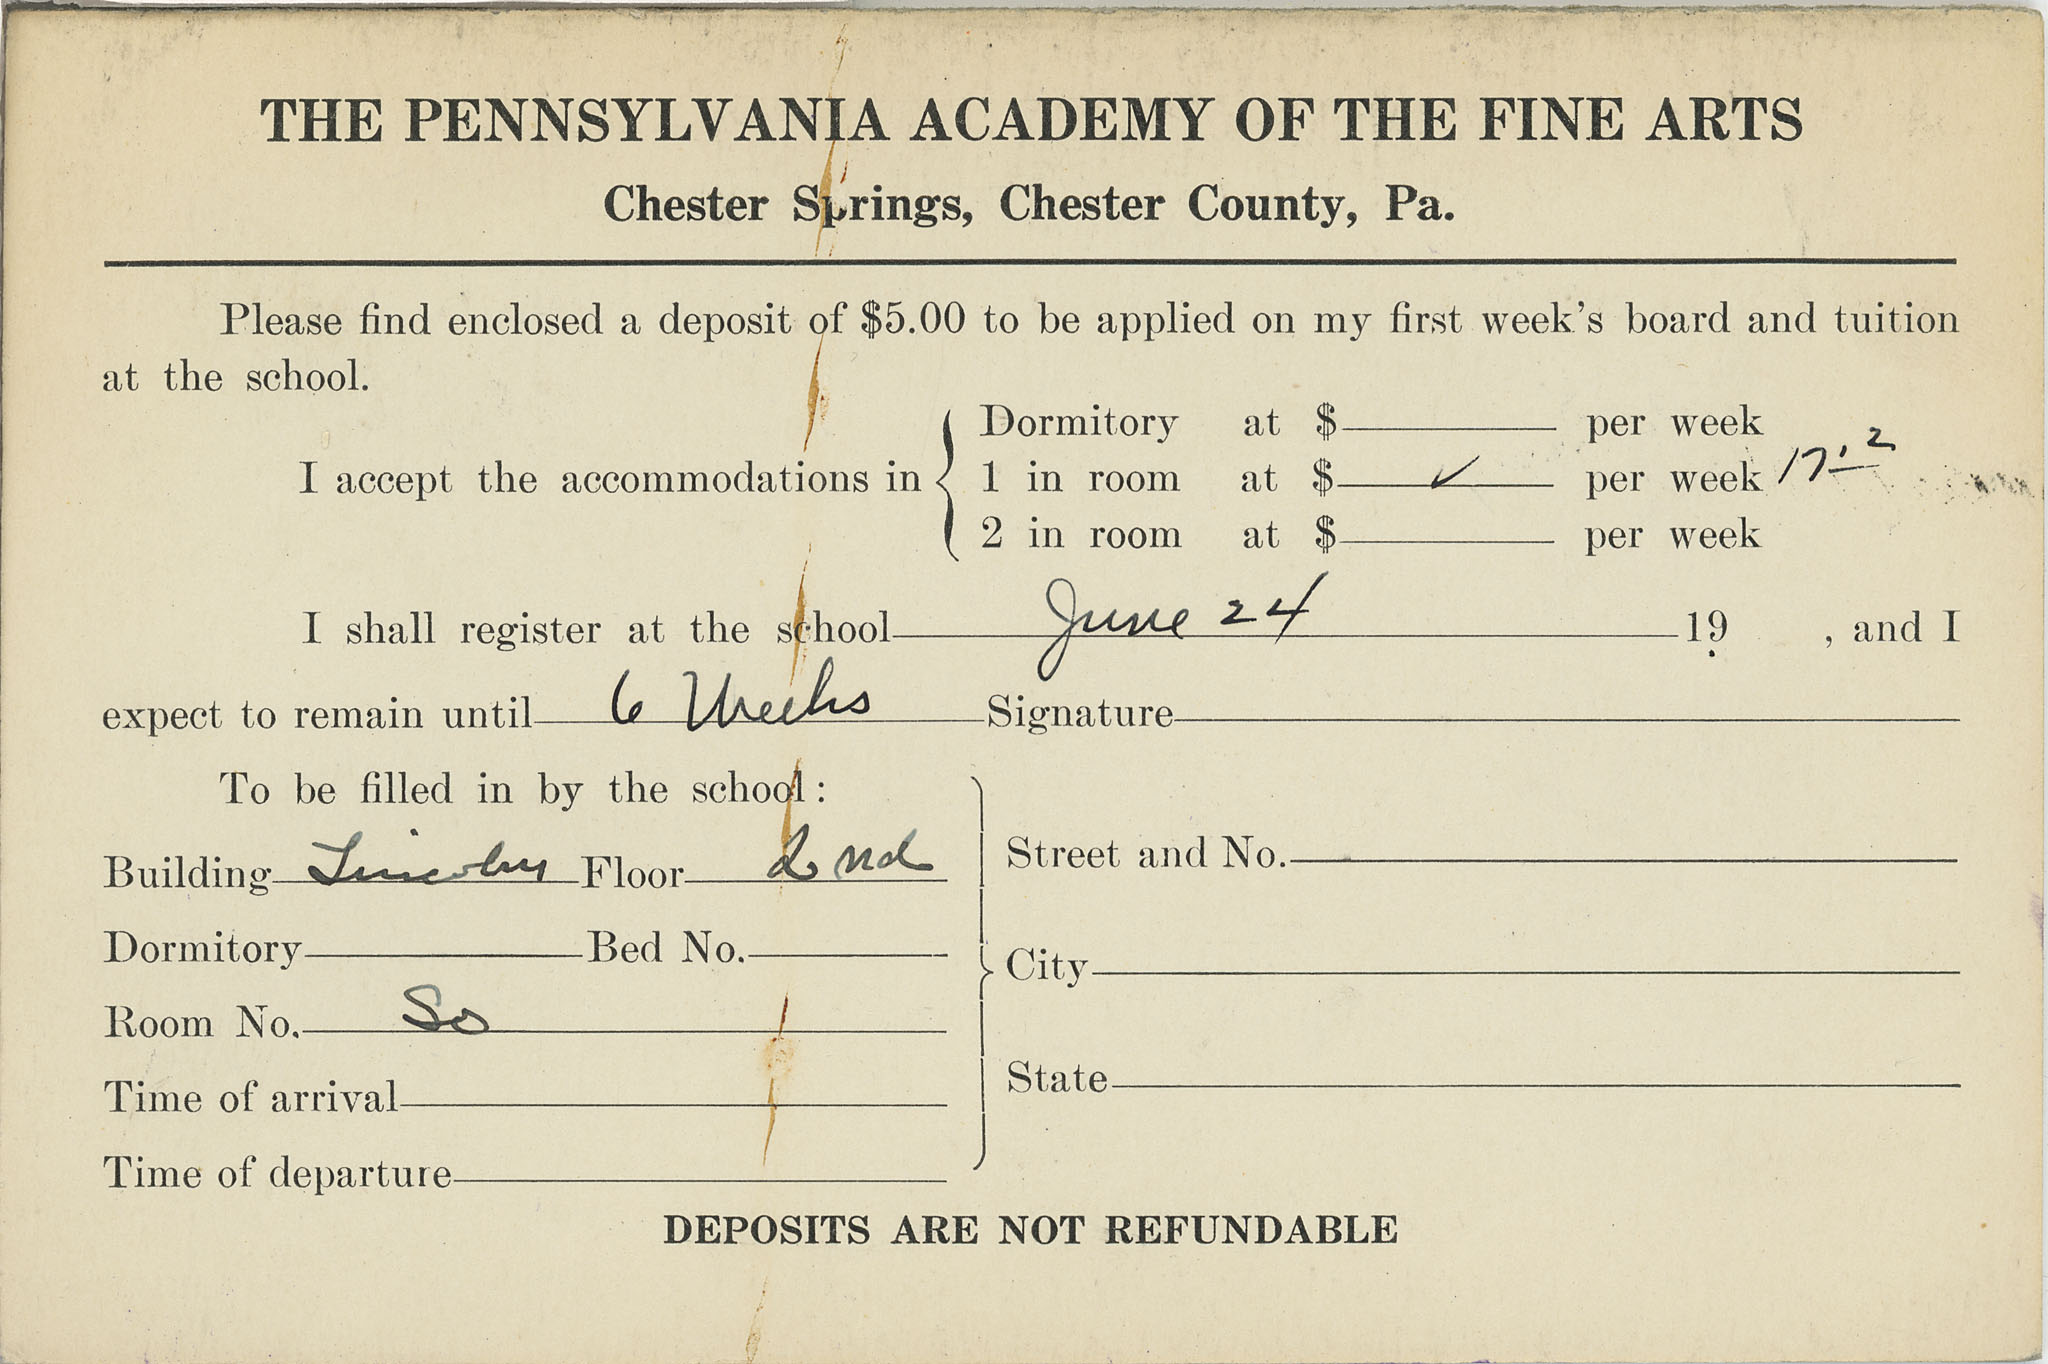 THE PENNSYLVANIA ACADEMY OF THE FINE ARTS
Chester Springs, Chester County, Pa.
Please find enclosed a deposit of $5.00 to be applied on my first week's board and tuition
at the school.
Dormitory at $ per week
I accept the accommodations in { 1 in room at $ ✓ per week
2 in room at $ per week
I shall register at the school June 24 19 , and I
expect to remain until 6 Weeks Signature
To be filled in by the school:
Building Lincoln Floor 2nd
Street and No.
Dormitory Bed No.
City
Room No. So
State
Time of arrival
Time of departure
DEPOSITS ARE NOT REFUNDABLE